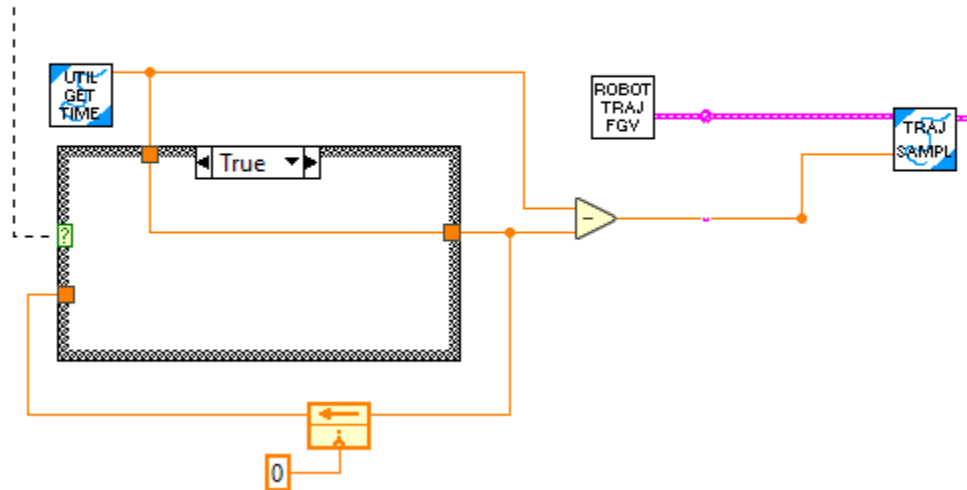 UTIL
GET
TIME
ROBOT
TRAJ
FGV
TRAJ
SAMPL
True
?
-
i
0